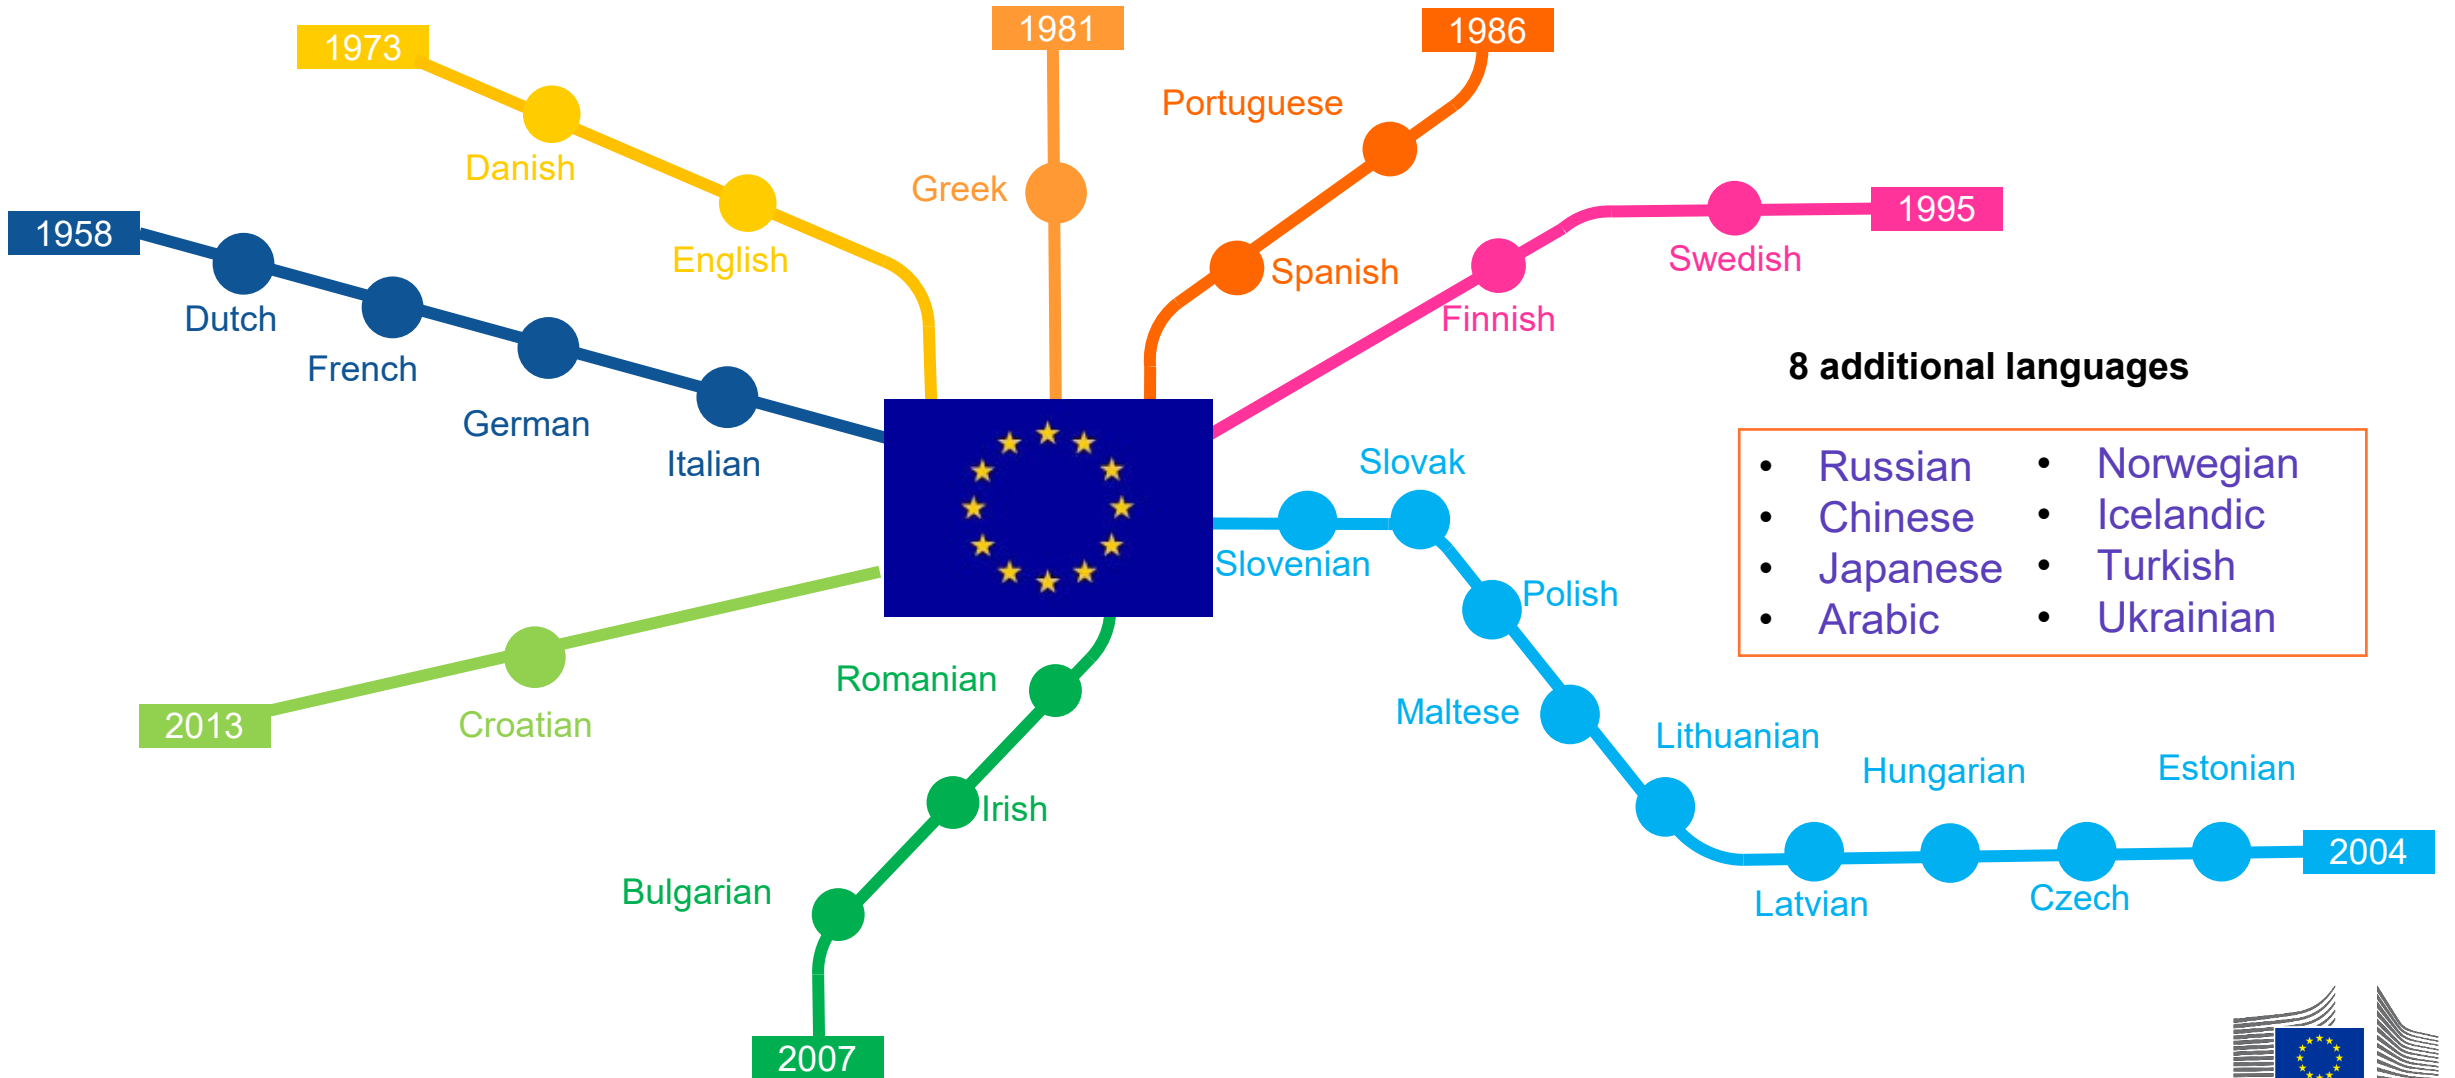 1973
1981
1986
Portuguese
Danish
Greek
1995
1958
English
Spanish
Swedish
Dutch
French
Finnish
German
Italian
8 additional languages
Slovak
• Russian
• Chinese
• Japanese
• Arabic
• Norwegian
• Icelandic
• Turkish
• Ukrainian
Slovenian
Polish
Romanian
Maltese
Lithuanian
2013
Croatian
Hungarian
Estonian
Irish
2004
Bulgarian
Latvian
Czech
2007